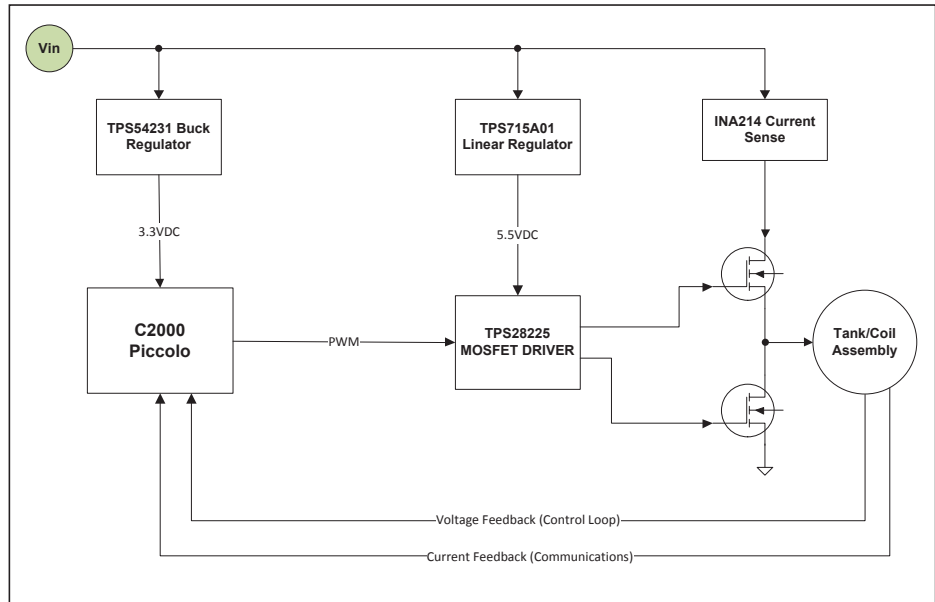 Vin
TPS54231 Buck
Regulator
TPS715A01
Linear Regulator
INA214 Current
Sense
3.3VDC
5.5VDC
C2000
Piccolo
PWM
TPS28225
MOSFET DRIVER
Tank/Coil
Assembly
Voltage Feedback (Control Loop)
Current Feedback (Communications)